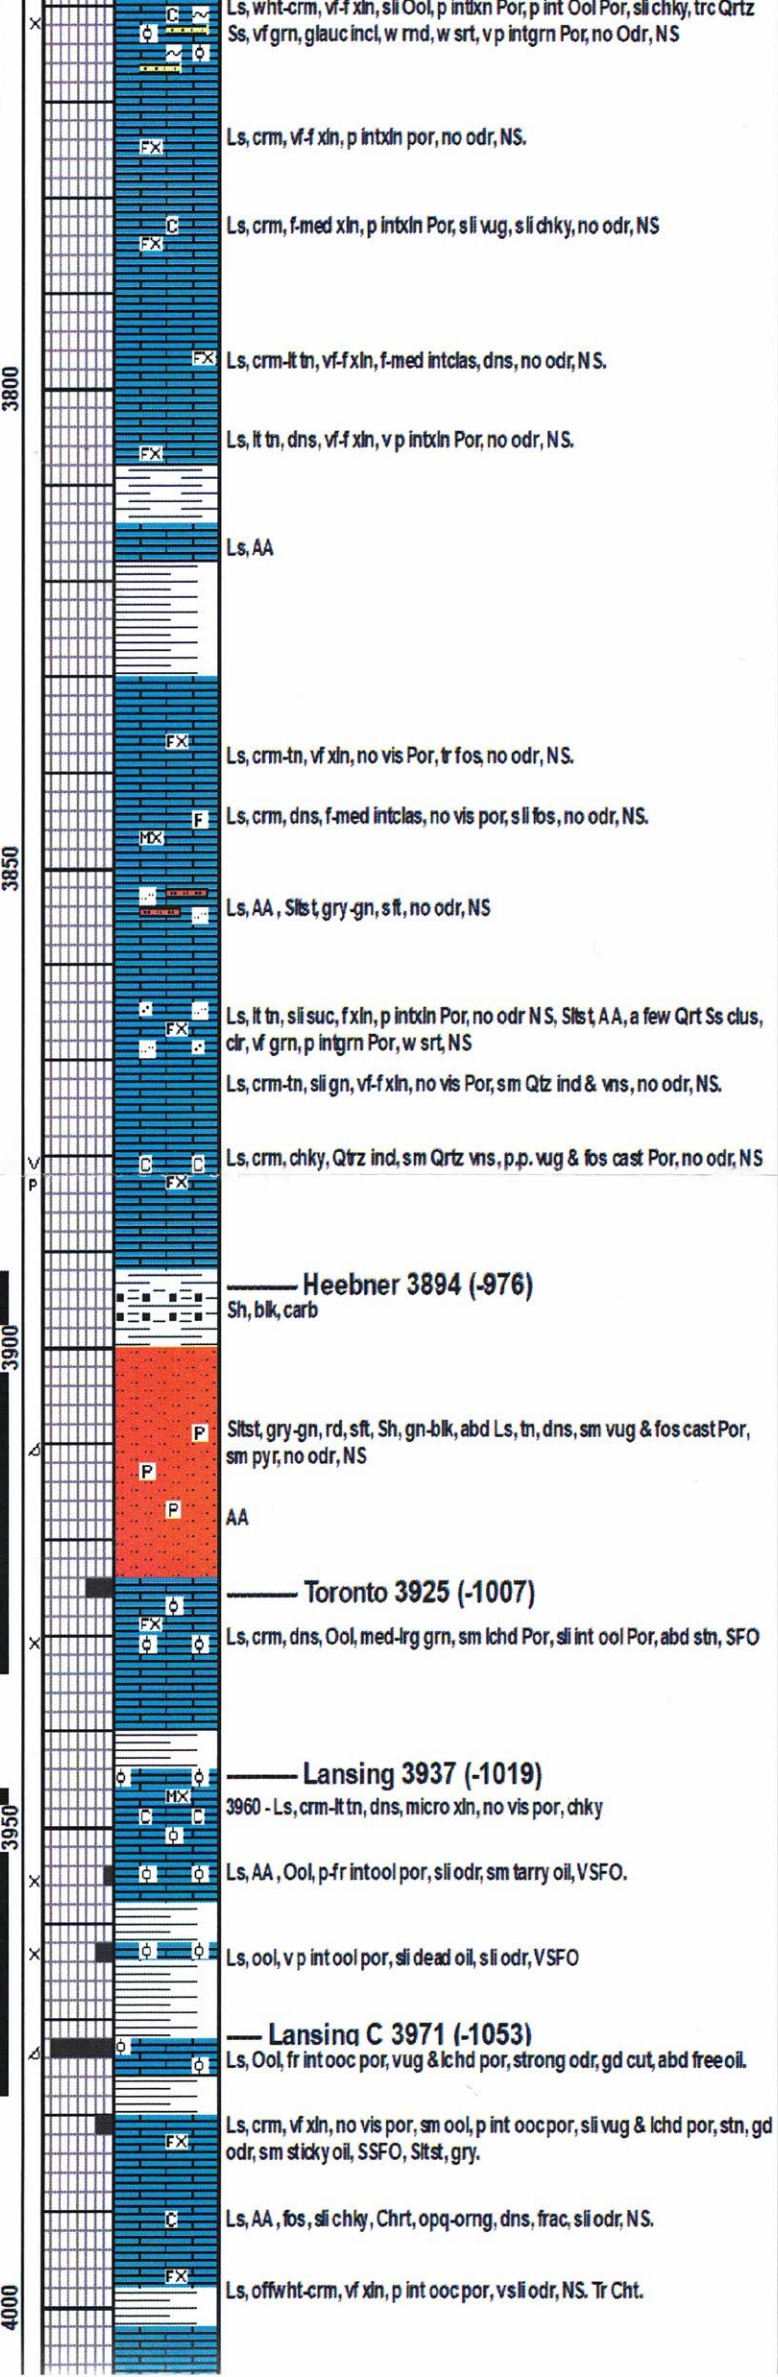 Ls, wht-crm, vf-f xln, sli Ool, p intlxn Por, p int Ool Por, sli chky, trc Qrtz
Ss, vf grn, glauc incl, w rnd, w srt, v p intgrn Por, no Odr, NS
X
C
FX
Ls, crm, vf-f xln, p intxln por, no odr, NS.
C
FX
Ls, crm, f-med xln, p intxln Por, sli vug, sli chky, no odr, NS
FX
Ls, crm-lt tn, vf-f xln, f-med intclas, dns, no odr, NS.
3800
FX
Ls, lt tn, dns, vf-f xln, v p intxln Por, no odr, NS.
Ls, AA
FX
Ls, crm-tn, vf xln, no vis Por, tr fos, no odr, NS.
F
MX
Ls, crm, dns, f-med intclas, no vis por, sli fos, no odr, NS.
3850
Ls, AA , Sltst, gry-gn, sft, no odr, NS
FX
Ls, lt tn, sli suc, f xln, p intxln Por, no odr NS, Sltst, AA, a few Qrt Ss clus,
clr, vf grn, p intgrn Por, w srt, NS
Ls, crm-tn, sli gn, vf-f xln, no vis Por, sm Qtz ind & vns, no odr, NS.
V
P
C C
FX
Ls, crm, chky, Qtrz ind, sm Qrtz vns, p.p. vug & fos cast Por, no odr, NS
Heebner 3894 (-976)
Sh, blk, carb
3900
P
P
P
Sltst, gry-gn, rd, sft, Sh, gn-blk, abd Ls, tn, dns, sm vug & fos cast Por,
sm pyr, no odr, NS
AA
Toronto 3925 (-1007)
FX
X
Ls, crm, dns, Ool, med-lrg grn, sm lchd Por, sli int ool Por, abd stn, SFO
Lansing 3937 (-1019)
MX
C C
3960 - Ls, crm-lt tn, dns, micro xln, no vis por, chky
3950
X
Ls, AA , Ool, p-fr intool por, sli odr, sm tarry oil, VSFO.
X
Ls, ool, v p int ool por, sli dead oil, sli odr, VSFO
Lansing C 3971 (-1053)
Ls, Ool, fr int ooc por, vug & lchd por, strong odr, gd cut, abd free oil.
FX
Ls, crm, vf xln, no vis por, sm ool, p int ooc por, sli vug & lchd por, stn, gd
odr, sm sticky oil, SSFO, Sltst, gry.
C
Ls, AA , fos, sli chky, Chrt, opq-orng, dns, frac, sli odr, NS.
FX
Ls, offwht-crm, vf xln, p int ooc por, vsli odr, NS. Tr Cht.
4000